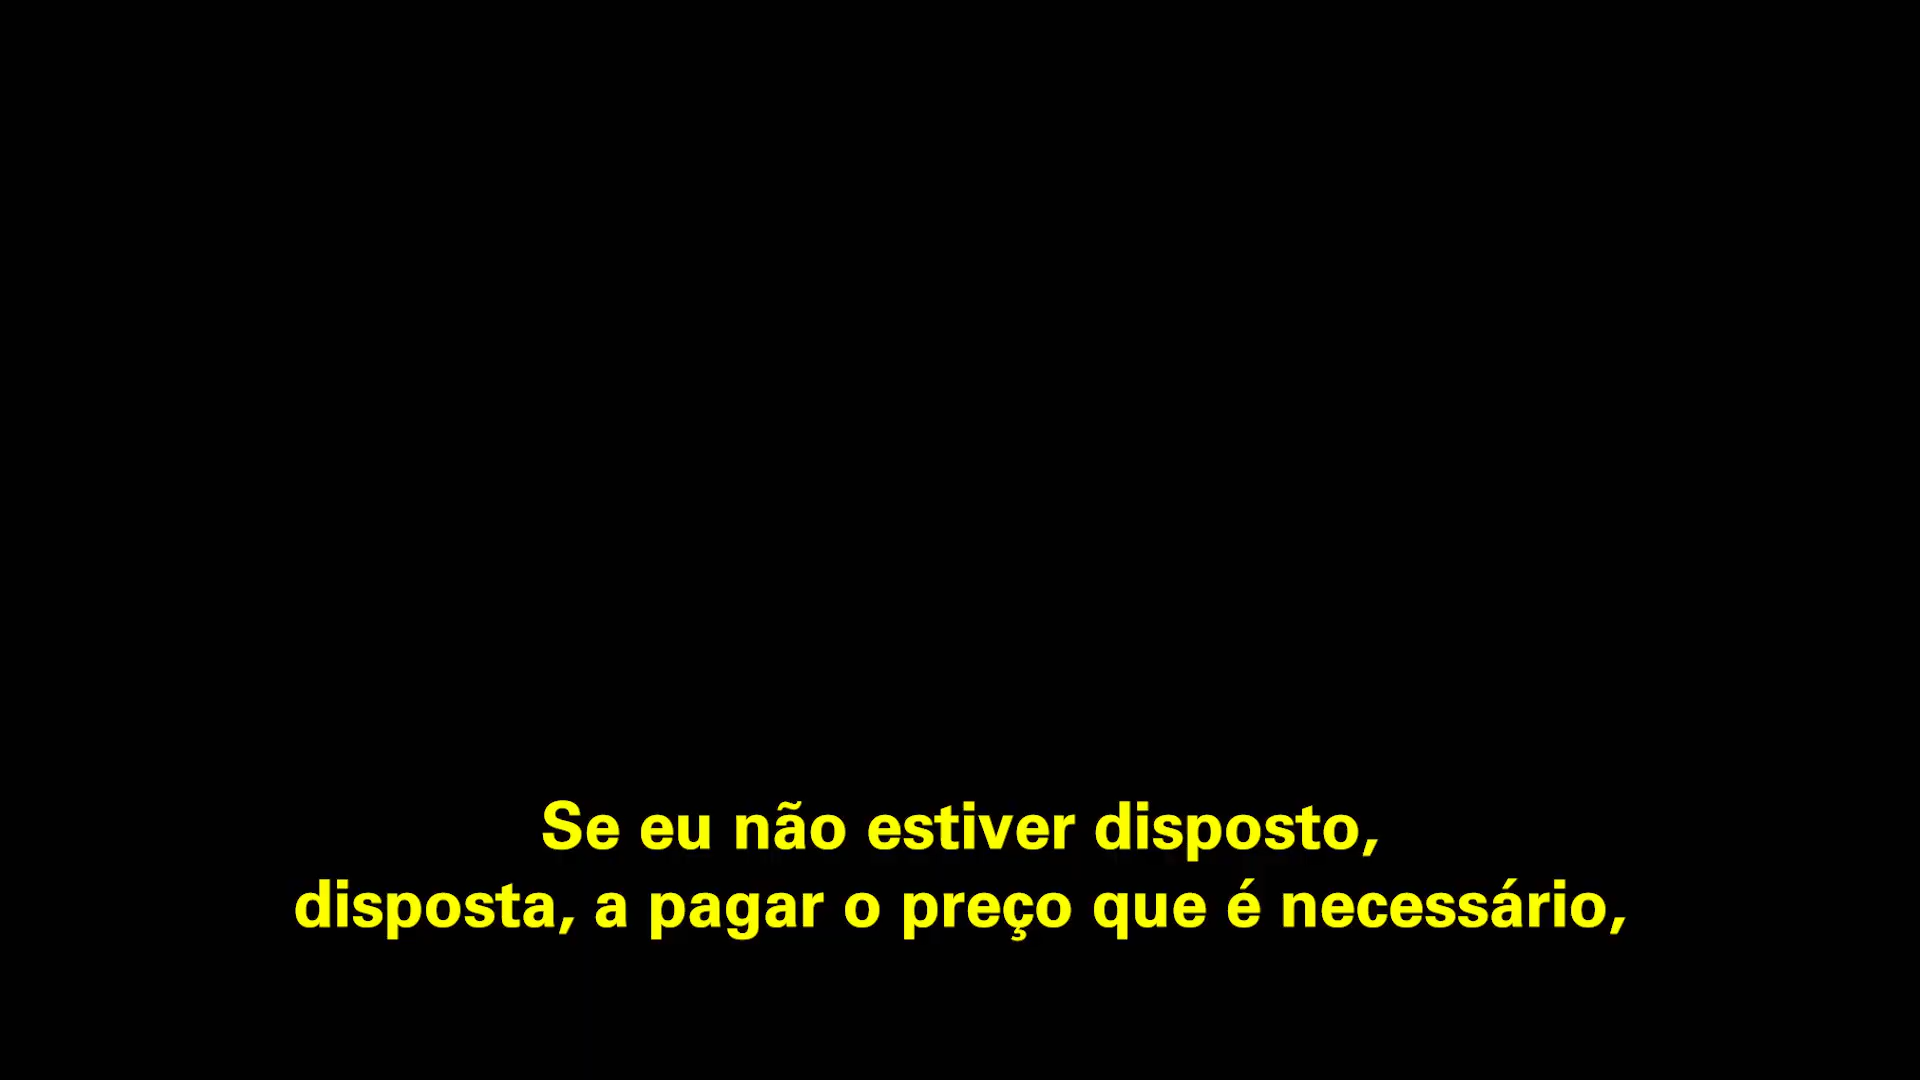 Se eu não estiver disposto,
disposta, a pagar o preço que é necessário,